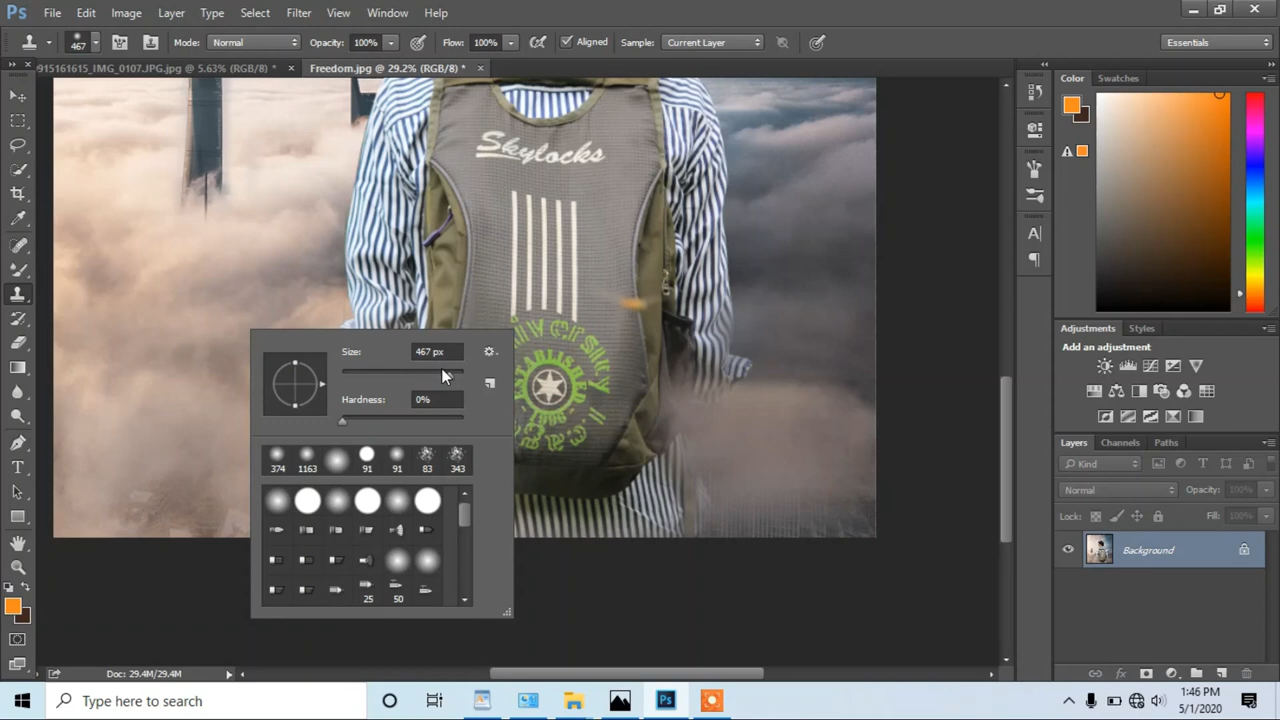 Ps File Edit Image Layer Type Select Filter View Window Help
467 Mode: Normal Opacity: 100% Flow: 100% Aligned Sample: Current Layer Essentials
915161615_IMG_0107.JPG.jpg @ 5.63% (RGB/8) * × Freedom.jpg @ 29.2% (RGB/8) * ×
Color Swatches
Skylocks
Size: 467 px
Hardness: 0%
374 1163 91 91 83 343
25 50
ESTABLISHED
Adjustments Styles
Add an adjustment
Layers Channels Paths
Kind
Normal Opacity: 100%
Lock: Fill: 100%
Background
Doc: 29.4M/29.4M
Type here to search
1:46 PM
5/1/2020